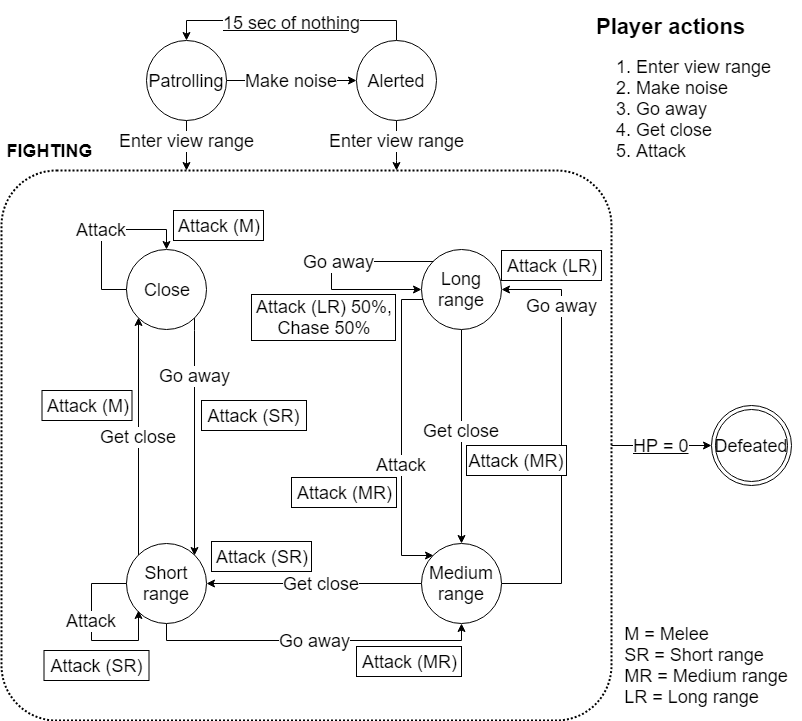 15 sec of nothing
Player actions
1. Enter view range
2. Make noise
3. Go away
4. Get close
5. Attack
Patrolling
Make noise
Alerted
Enter view range
Enter view range
FIGHTING
Attack
Attack (M)
Close
Go away
Long
range
Attack (LR)
Attack (LR) 50%,
Chase 50%
Go away
Go away
Attack (M)
Attack (SR)
Get close
Get close
Attack
Attack (MR)
Attack (MR)
HP = 0
Defeated
Short
range
Attack (SR)
Get close
Medium
range
Attack
Attack (SR)
Go away
Attack (MR)
M = Melee
SR = Short range
MR = Medium range
LR = Long range